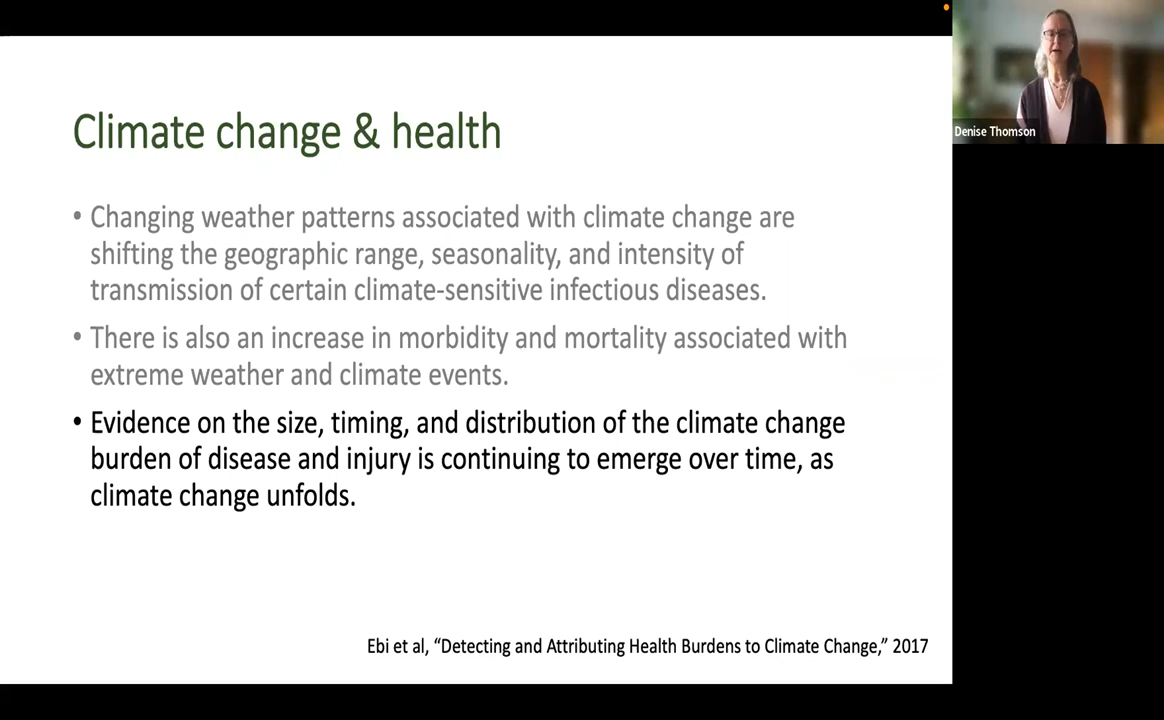 Climate change & health
• Changing weather patterns associated with climate change are
shifting the geographic range, seasonality, and intensity of
transmission of certain climate-sensitive infectious diseases.
• There is also an increase in morbidity and mortality associated with
extreme weather and climate events.
• Evidence on the size, timing, and distribution of the climate change
burden of disease and injury is continuing to emerge over time, as
climate change unfolds.
Ebi et al, “Detecting and Attributing Health Burdens to Climate Change,” 2017
Denise Thomson